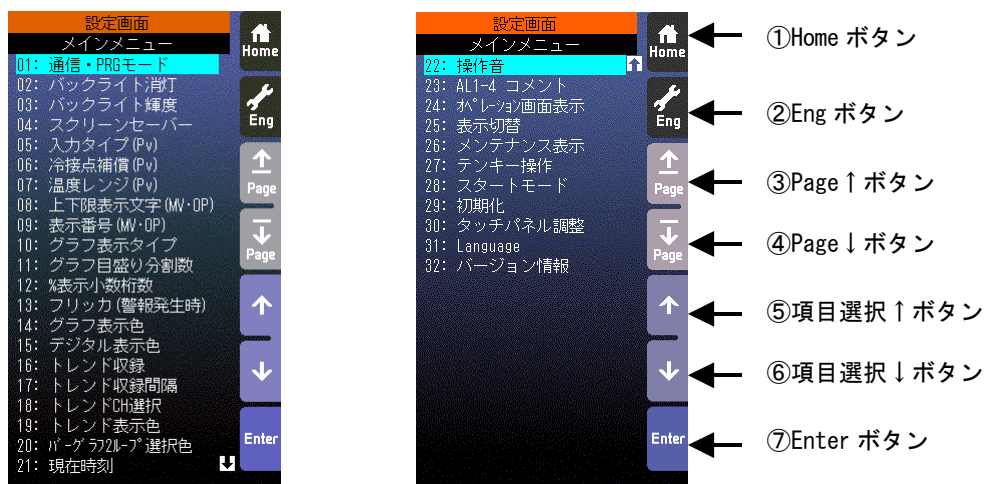 設定画面
メインメニュー
01: 通信・PRGモード
02: バックライト消灯
03: バックライト輝度
04: スクリーンセーバー
05: 入力タイプ(Pv)
06: 冷接点補償(Pv)
07: 温度レンジ(Pv)
08: 上下限表示文字(MV･OP)
09: 表示番号(MV･OP)
10: グラフ表示タイプ
11: グラフ目盛り分割数
12: %表示小数桁数
13: フリッカ(警報発生時)
14: グラフ表示色
15: デジタル表示色
16: トレンド収録
17: トレンド収録間隔
18: トレンドCH選択
19: トレンド表示色
20: ﾊﾞｰｸﾞﾗﾌ2ﾙｰﾌﾟ選択色
21: 現在時刻
Home
Eng
Page
Page
↑
↓
Enter
設定画面
メインメニュー
22: 操作音
23: AL1-4 コメント
24: ｵﾍﾟﾚｰｼｮﾝ画面表示
25: 表示切替
26: メンテナンス表示
27: テンキー操作
28: スタートモード
29: 初期化
30: タッチパネル調整
31: Language
32: バージョン情報
Home
Eng
Page
Page
↑
↓
Enter
①Home ボタン
②Eng ボタン
③Page↑ボタン
④Page↓ボタン
⑤項目選択↑ボタン
⑥項目選択↓ボタン
⑦Enter ボタン